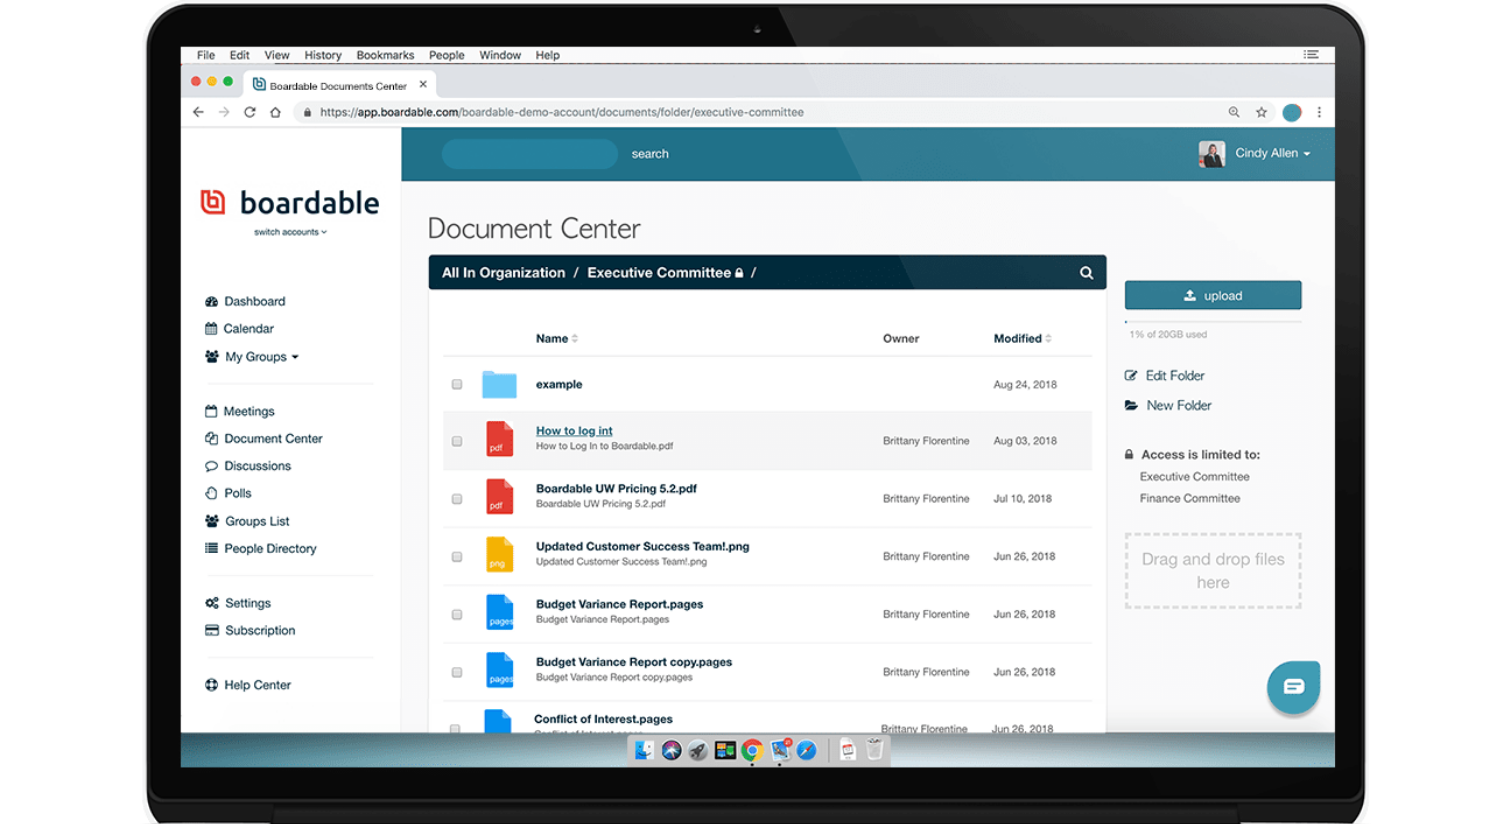 File Edit View History Bookmarks People Window Help
Boardable Documents Center
https://app.boardable.com/boardable-demo-account/documents/folder/executive-committee
search
Cindy Allen
boardable
switch accounts
Dashboard
Calendar
My Groups
Meetings
Document Center
Discussions
Polls
Groups List
People Directory
Settings
Subscription
Help Center
Document Center
All In Organization / Executive Committee /
Name Owner Modified
example Aug 24, 2018
pdf
How to log int
How to Log In to Boardable.pdf
Brittany Florentine Aug 03, 2018
pdf
Boardable UW Pricing 5.2.pdf
Boardable UW Pricing 5.2.pdf
Brittany Florentine Jul 10, 2018
png
Updated Customer Success Team!.png
Updated Customer Success Team!.png
Brittany Florentine Jun 26, 2018
pages
Budget Variance Report.pages
Budget Variance Report.pages
Brittany Florentine Jun 26, 2018
pages
Budget Variance Report copy.pages
Budget Variance Report copy.pages
Brittany Florentine Jun 26, 2018
Conflict of Interest.pages
Brittany Florentine Jun 26, 2018
upload
1% of 20GB used
Edit Folder
New Folder
Access is limited to:
Executive Committee
Finance Committee
Drag and drop files
here